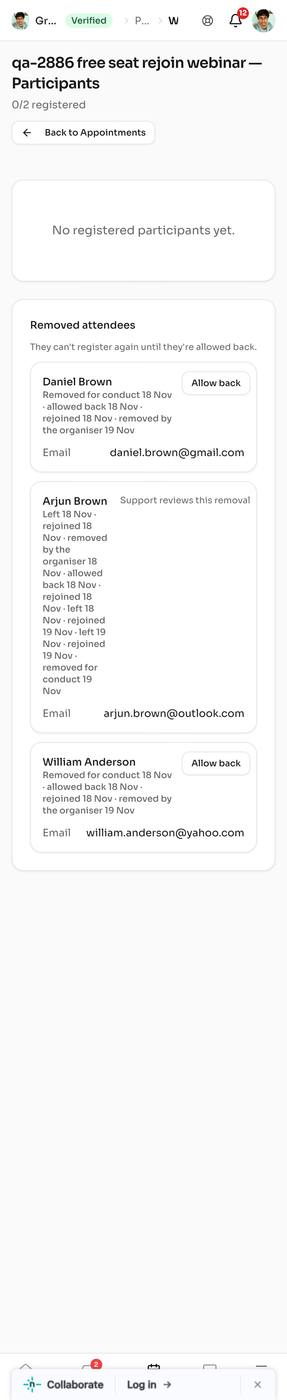 Gr... Verified P... W 12
qa-2886 free seat rejoin webinar —
Participants
0/2 registered
Back to Appointments
No registered participants yet.
Removed attendees
They can't register again until they're allowed back.
Daniel Brown
Allow back
Removed for conduct 18 Nov
· allowed back 18 Nov ·
rejoined 18 Nov · removed by
the organiser 19 Nov
Email daniel.brown@gmail.com
Arjun Brown
Support reviews this removal
Left 18 Nov ·
rejoined 18
Nov · removed
by the
organiser 18
Nov · allowed
back 18 Nov ·
rejoined 18
Nov · left 18
Nov · rejoined
19 Nov · left 19
Nov · rejoined
19 Nov ·
removed for
conduct 19
Nov
Email arjun.brown@outlook.com
William Anderson
Allow back
Removed for conduct 18 Nov
· allowed back 18 Nov ·
rejoined 18 Nov · removed by
the organiser 19 Nov
Email william.anderson@yahoo.com
2
Collaborate Log in